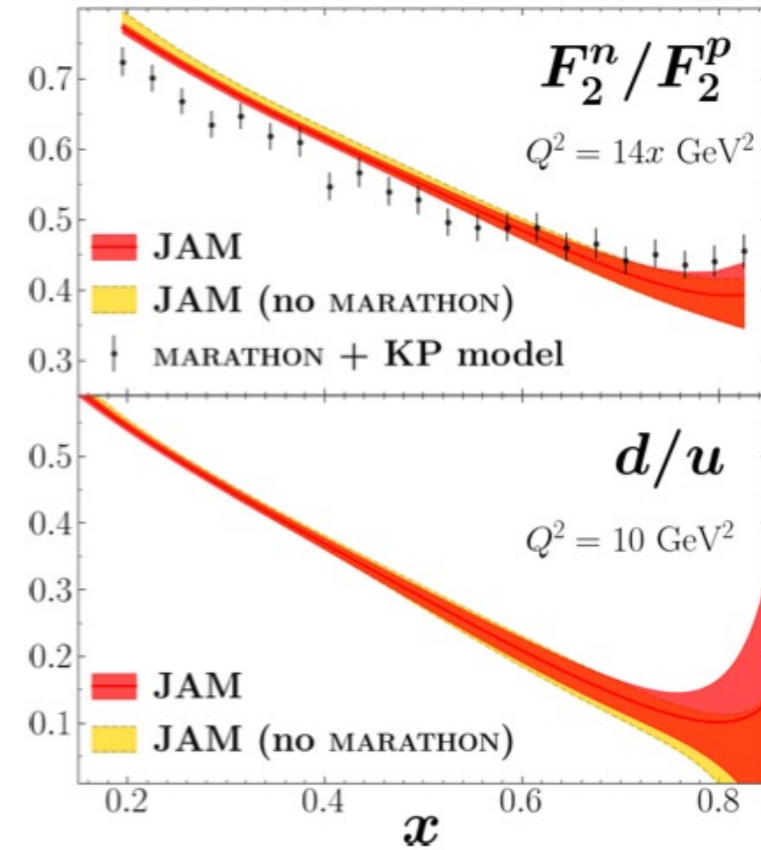 0.7
0.6
0.5
0.4
0.3
F₂ⁿ/F₂ᵖ
Q² = 14x GeV²
JAM
JAM (no MARATHON)
MARATHON + KP model
0.5
0.4
0.3
0.2
0.1
d/u
Q² = 10 GeV²
JAM
JAM (no MARATHON)
0.2 0.4 0.6 0.8
x